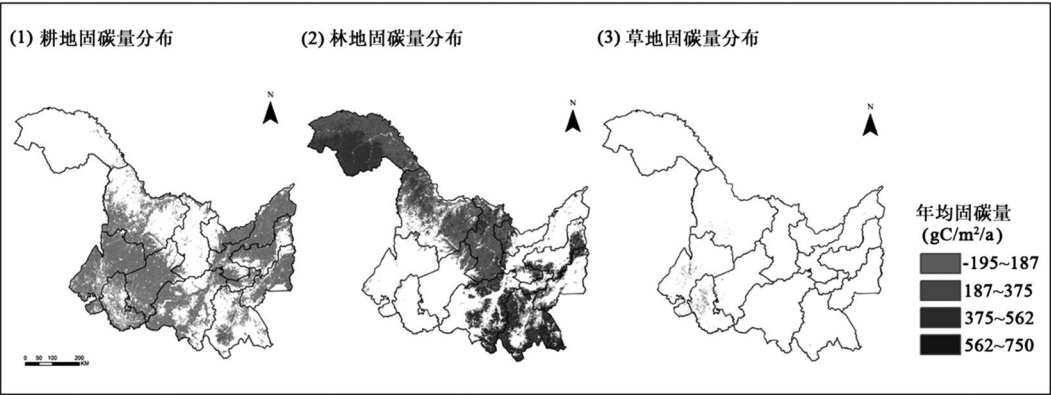 (1) 耕地固碳量分布
(2) 林地固碳量分布
(3) 草地固碳量分布
N
N
N
年均固碳量
(gC/m²/a)
-195~187
187~375
375~562
562~750
0 50 100 200
KM